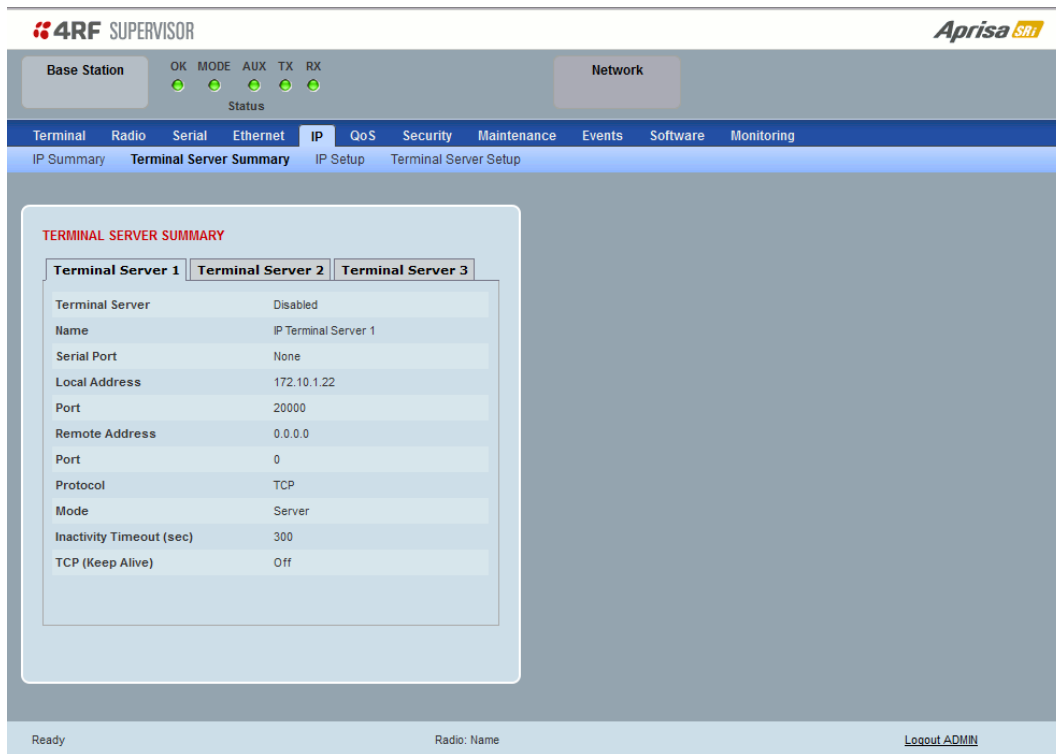 4RF SUPERVISOR
Aprisa SRi
Base Station
OK MODE AUX TX RX
Status
Network
Terminal Radio Serial Ethernet IP QoS Security Maintenance Events Software Monitoring
IP Summary Terminal Server Summary IP Setup Terminal Server Setup
TERMINAL SERVER SUMMARY
Terminal Server 1 Terminal Server 2 Terminal Server 3
Terminal Server Disabled
Name IP Terminal Server 1
Serial Port None
Local Address 172.10.1.22
Port 20000
Remote Address 0.0.0.0
Port 0
Protocol TCP
Mode Server
Inactivity Timeout (sec) 300
TCP (Keep Alive) Off
Ready Radio: Name Logout ADMIN